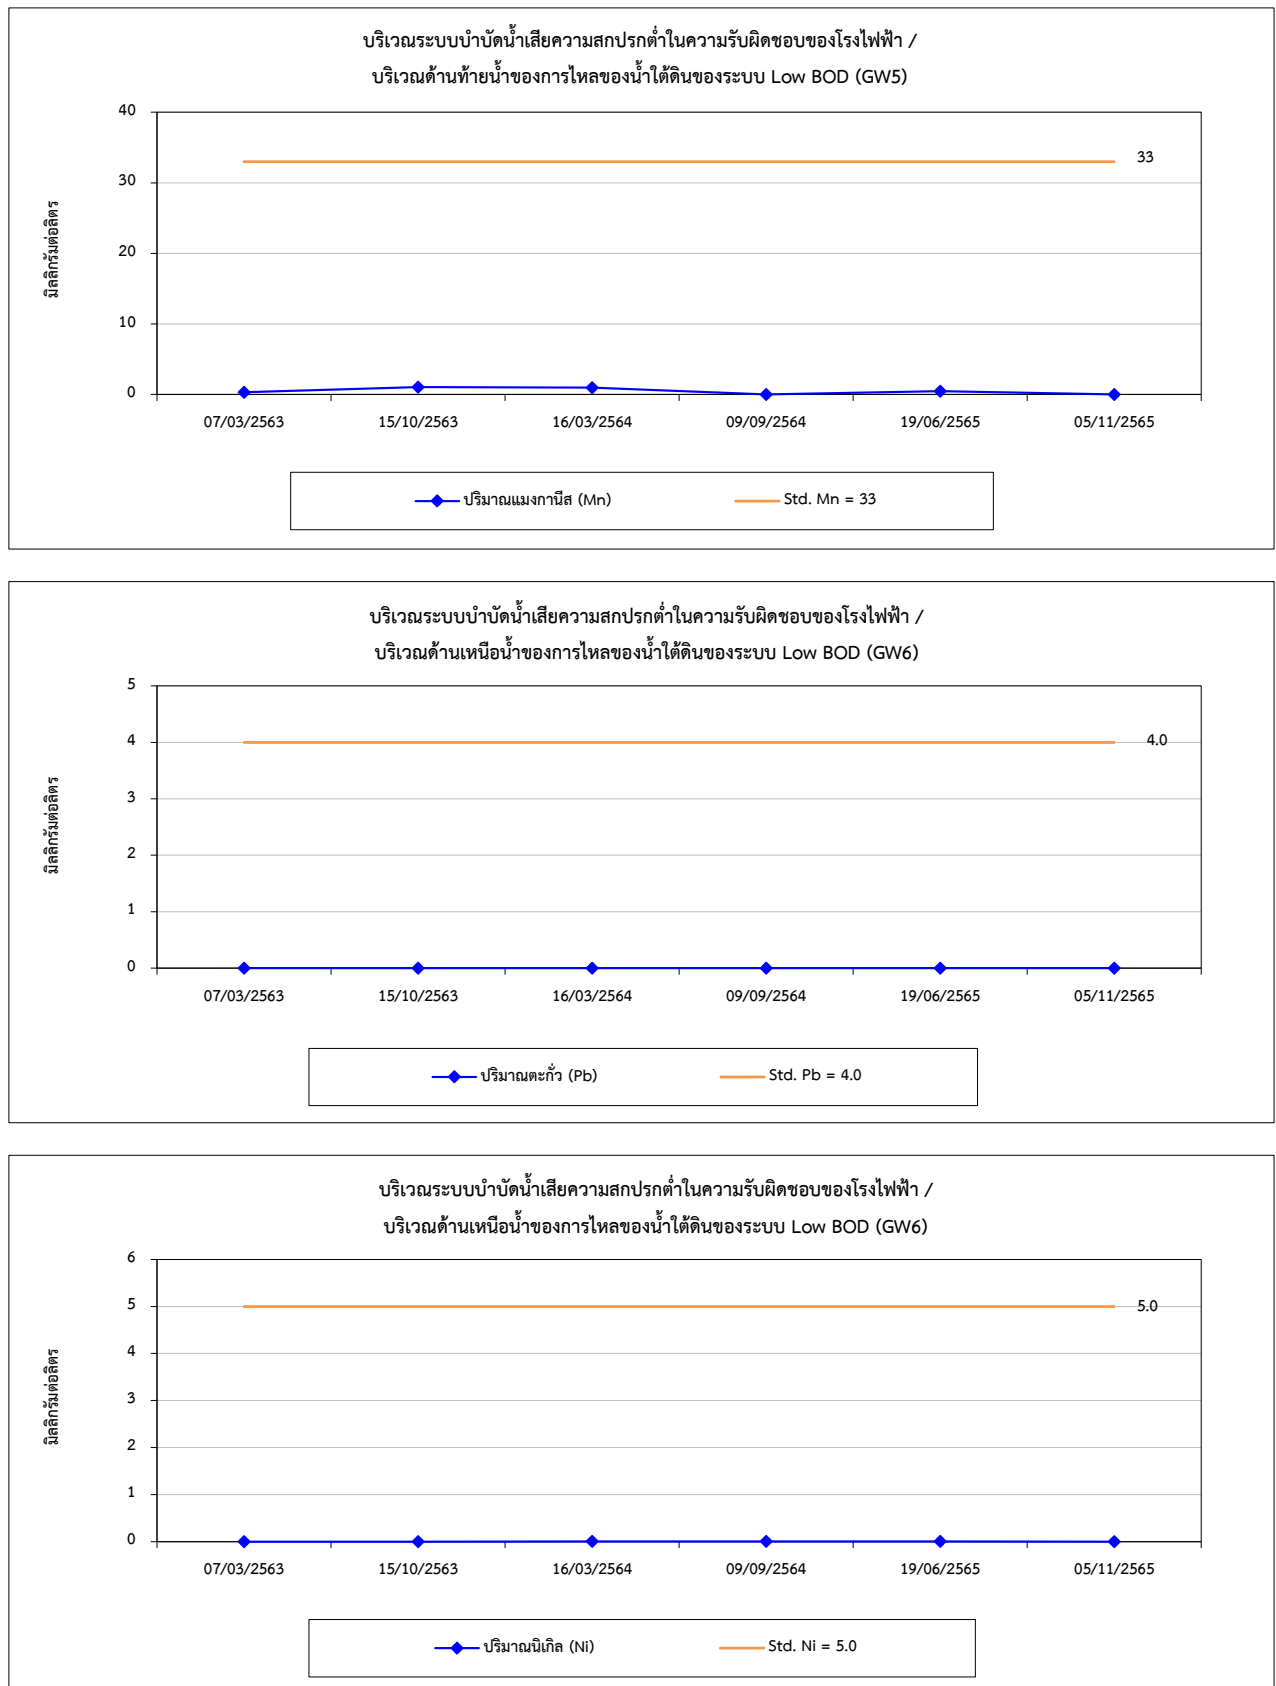 บริเวณระบบบำบัดน้ำเสียความสกปรกต่ำในความรับผิดชอบของโรงไฟฟ้า /
บริเวณด้านท้ายน้ำของการไหลของน้ำใต้ดินของระบบ Low BOD (GW5)
40
30
20
10
0
มิลลิกรัมต่อลิตร
33
07/03/2563 15/10/2563 16/03/2564 09/09/2564 19/06/2565 05/11/2565
ปริมาณแมงกานีส (Mn) Std. Mn = 33
บริเวณระบบบำบัดน้ำเสียความสกปรกต่ำในความรับผิดชอบของโรงไฟฟ้า /
บริเวณด้านเหนือน้ำของการไหลของน้ำใต้ดินของระบบ Low BOD (GW6)
5
4
3
2
1
0
มิลลิกรัมต่อลิตร
4.0
07/03/2563 15/10/2563 16/03/2564 09/09/2564 19/06/2565 05/11/2565
ปริมาณตะกั่ว (Pb) Std. Pb = 4.0
บริเวณระบบบำบัดน้ำเสียความสกปรกต่ำในความรับผิดชอบของโรงไฟฟ้า /
บริเวณด้านเหนือน้ำของการไหลของน้ำใต้ดินของระบบ Low BOD (GW6)
6
5
4
3
2
1
0
มิลลิกรัมต่อลิตร
5.0
07/03/2563 15/10/2563 16/03/2564 09/09/2564 19/06/2565 05/11/2565
ปริมาณนิเกิล (Ni) Std. Ni = 5.0